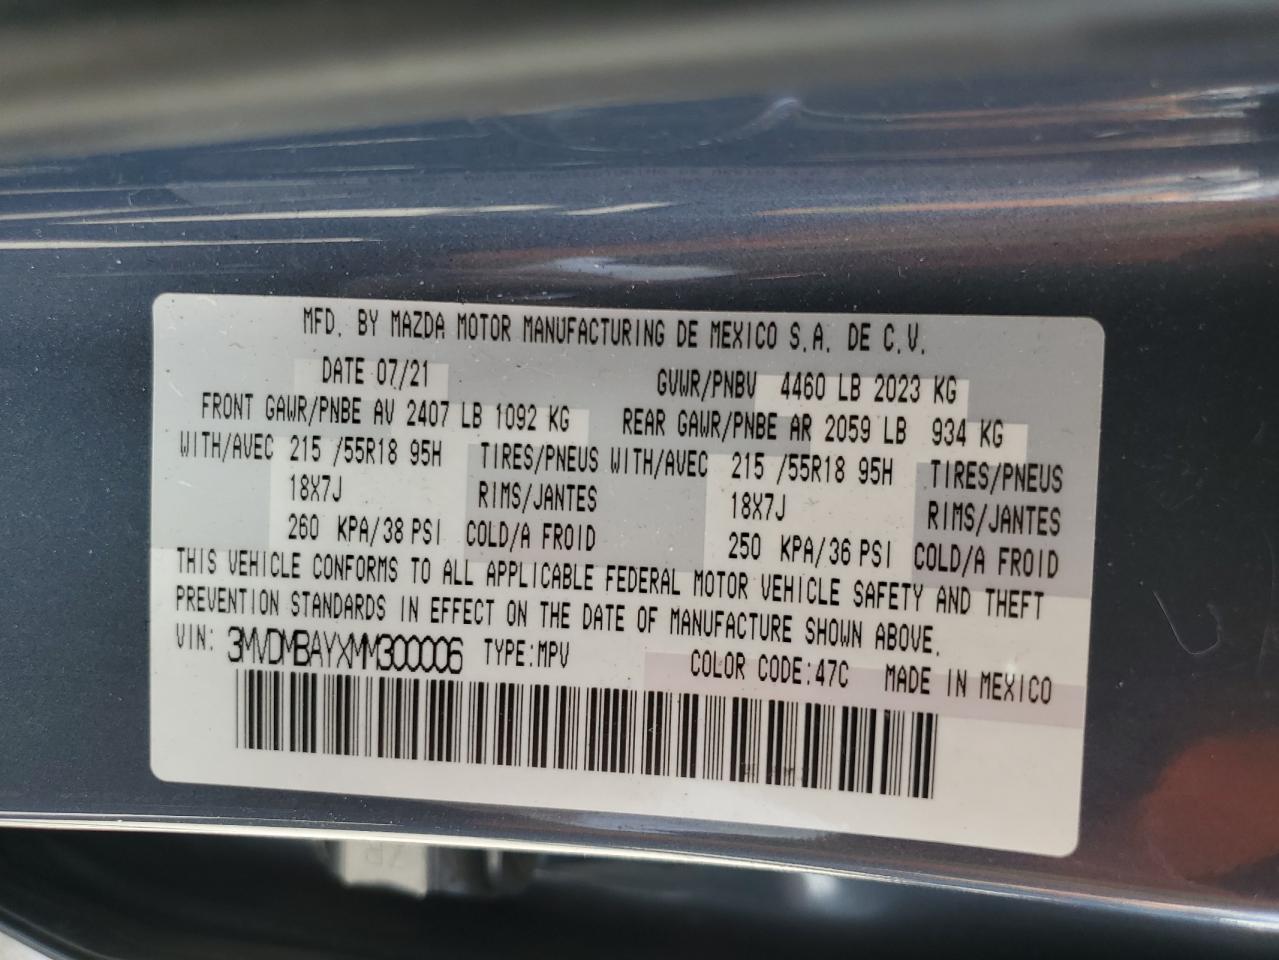 MFD. BY MAZDA MOTOR MANUFACTURING DE MEXICO S.A. DE C.V.
DATE 07/21 GVWR/PNBV 4460 LB 2023 KG
FRONT GAWR/PNBE AV 2407 LB 1092 KG REAR GAWR/PNBE AR 2059 LB 934 KG
WITH/AVEC 215 /55R18 95H TIRES/PNEUS WITH/AVEC 215 /55R18 95H TIRES/PNEUS
18X7J RIMS/JANTES 18X7J RIMS/JANTES
260 KPA/38 PSI COLD/A FROID 250 KPA/36 PSI COLD/A FROID
THIS VEHICLE CONFORMS TO ALL APPLICABLE FEDERAL MOTOR VEHICLE SAFETY AND THEFT
PREVENTION STANDARDS IN EFFECT ON THE DATE OF MANUFACTURE SHOWN ABOVE.
VIN: 3MVDMBAYXMM300006 TYPE:MPV COLOR CODE:47C MADE IN MEXICO